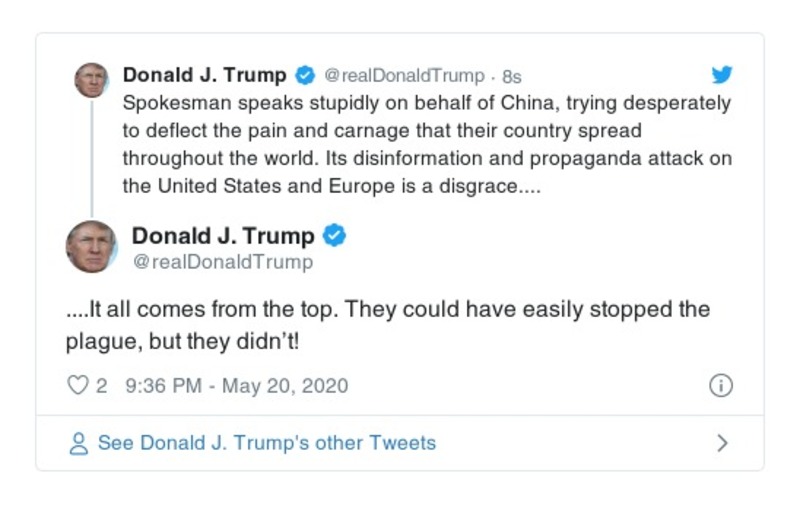 Donald J. Trump @realDonaldTrump · 8s
Spokesman speaks stupidly on behalf of China, trying desperately
to deflect the pain and carnage that their country spread
throughout the world. Its disinformation and propaganda attack on
the United States and Europe is a disgrace....
Donald J. Trump
@realDonaldTrump
....It all comes from the top. They could have easily stopped the
plague, but they didn’t!
2 9:36 PM - May 20, 2020
See Donald J. Trump's other Tweets